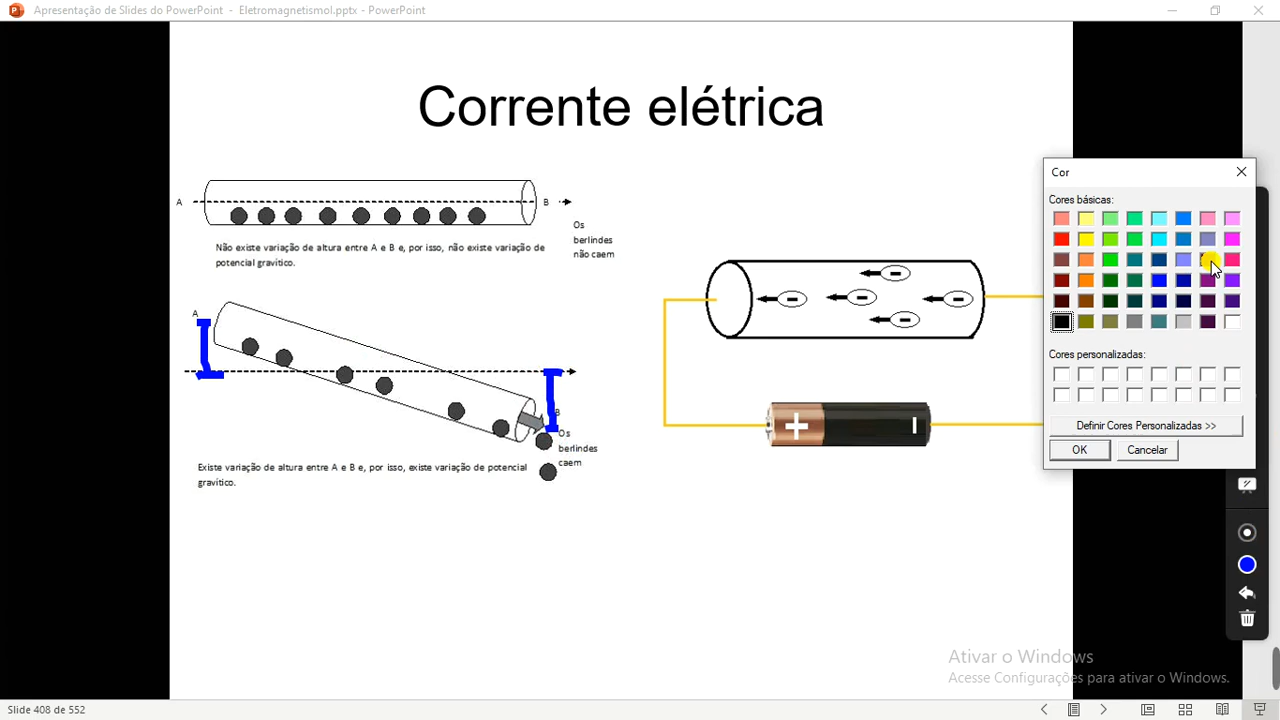 Apresentação de Slides do PowerPoint - Eletromagnetismol.pptx - PowerPoint
Corrente elétrica
A
B
Os
berlindes
não caem
Não existe variação de altura entre A e B e, por isso, não existe variação de
potencial gravítico.
A
B
Os
berlindes
caem
Existe variação de altura entre A e B e, por isso, existe variação de potencial
gravítico.
Cor
Cores básicas:
Cores personalizadas:
Definir Cores Personalizadas >>
OK
Cancelar
Ativar o Windows
Acesse Configurações para ativar o Windows.
Slide 408 de 552